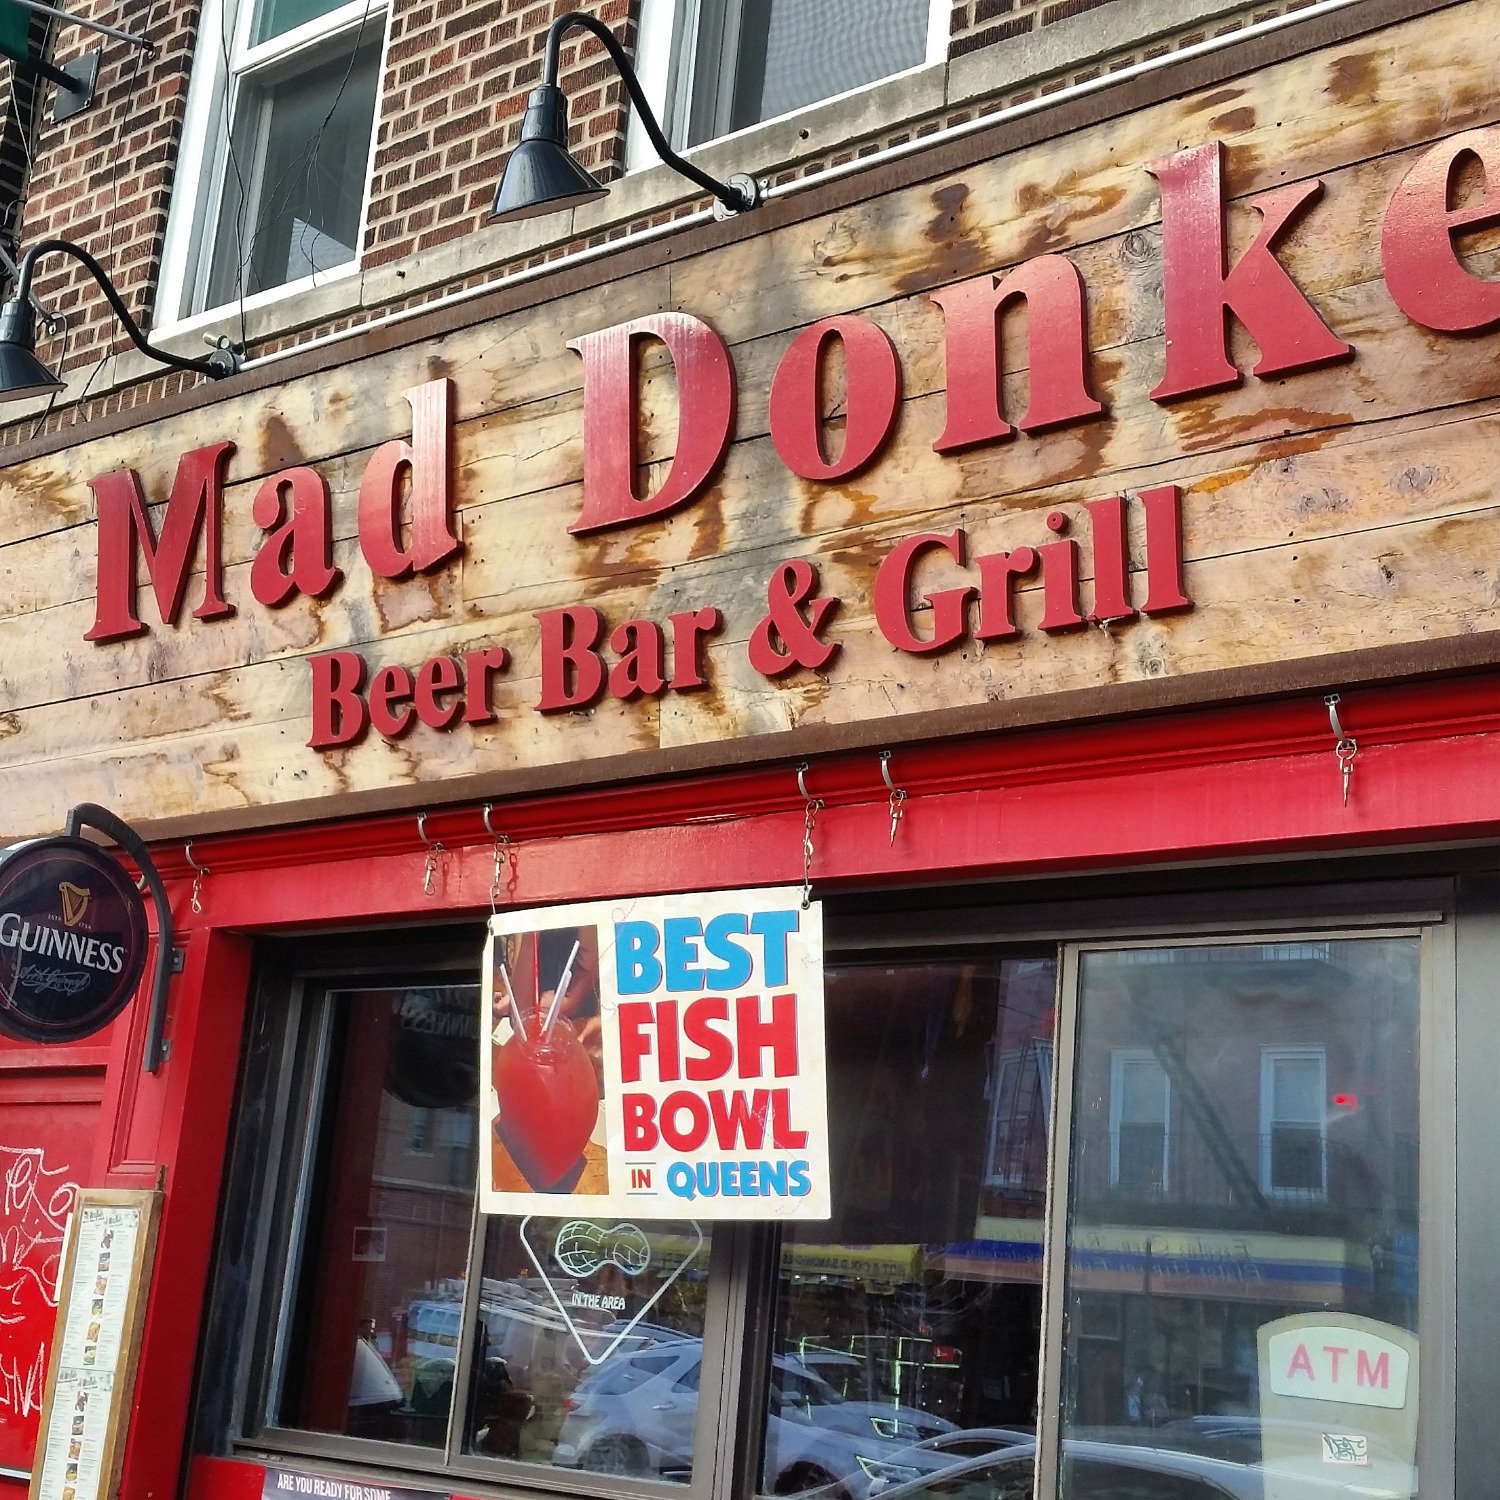 Mad Donke
Beer Bar & Grill
GUINNESS
BEST
FISH
BOWL
IN QUEENS
IN THE AREA
ATM
ARE YOU READY FOR SOME